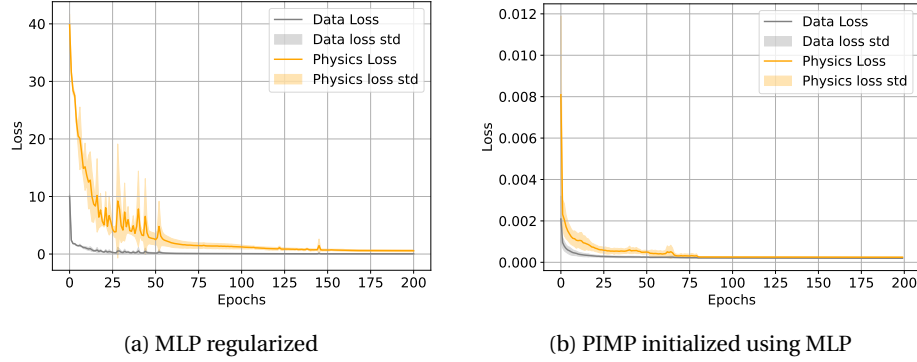 40
30
20
10
0
Loss
0
25
50
75
100
125
150
175
200
Epochs
Data Loss
Data loss std
Physics Loss
Physics loss std
(a) MLP regularized
0.012
0.010
0.008
0.006
0.004
0.002
0.000
Loss
0
25
50
75
100
125
150
175
200
Epochs
Data Loss
Data loss std
Physics Loss
Physics loss std
(b) PIMP initialized using MLP